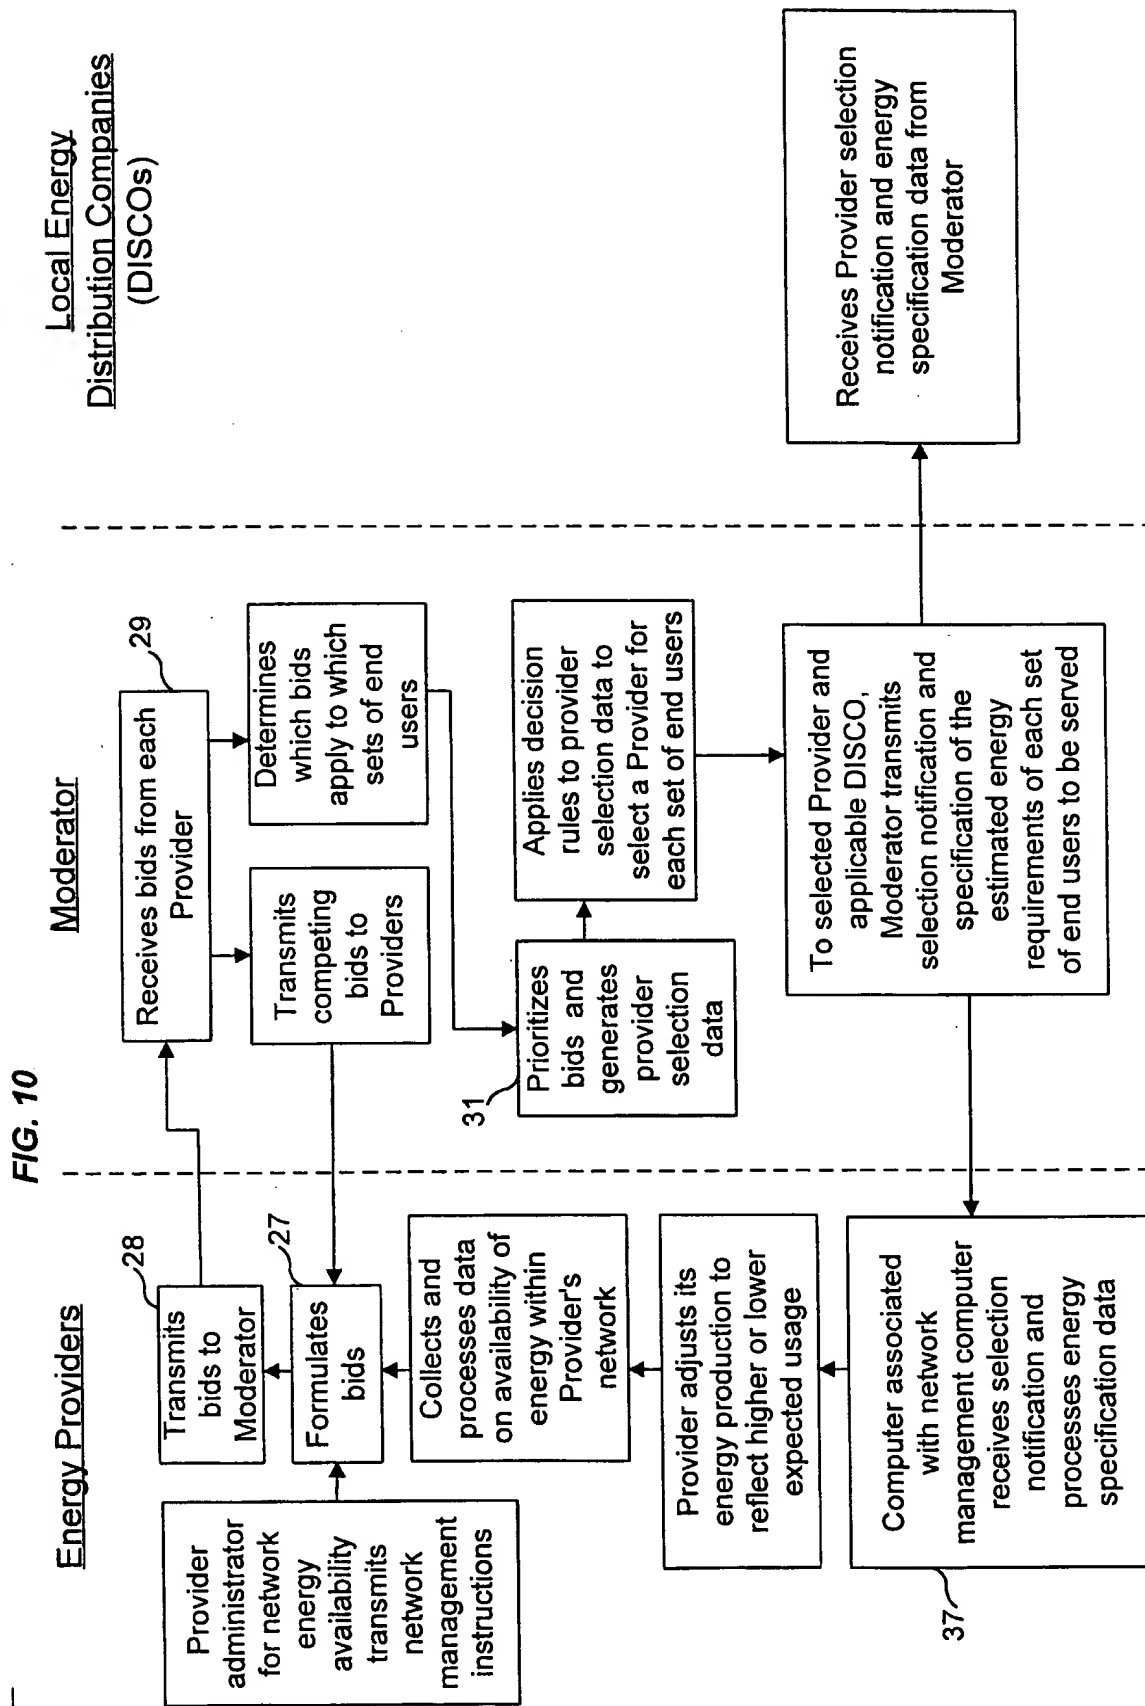 FIG. 10
Energy Providers
Provider
administrator
for network
energy
availability
transmits
network
management
instructions
28
Transmits
bids to
Moderator
27
Formulates
bids
Collects and
processes data
on availability of
energy within
Provider's
network
Provider adjusts its
energy production to
reflect higher or lower
expected usage
Computer associated
with network
management computer
receives selection
notification and
processes energy
specification data
37
Moderator
29
Receives bids from each
Provider
Transmits
competing
bids to
Providers
Determines
which bids
apply to which
sets of end
users
31
Prioritizes
bids and
generates
provider
selection
data
Applies decision
rules to provider
selection data to
select a Provider for
each set of end users
To selected Provider and
applicable DISCO,
Moderator transmits
selection notification and
specification of the
estimated energy
requirements of each set
of end users to be served
Local Energy
Distribution Companies
(DISCOs)
Receives Provider selection
notification and energy
specification data from
Moderator